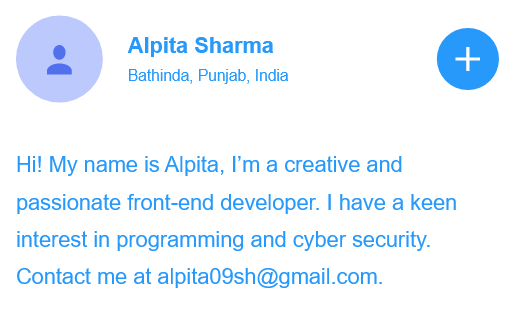 Alpita Sharma
Bathinda, Punjab, India
Hi! My name is Alpita, I’m a creative and
passionate front-end developer. I have a keen
interest in programming and cyber security.
Contact me at alpita09sh@gmail.com.